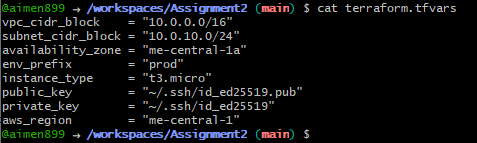 @aimen899 → /workspaces/Assignment2 (main) $ cat terraform.tfvars
vpc_cidr_block    = "10.0.0.0/16"
subnet_cidr_block = "10.0.10.0/24"
availability_zone = "me-central-1a"
env_prefix        = "prod"
instance_type     = "t3.micro"
public_key        = "~/.ssh/id_ed25519.pub"
private_key       = "~/.ssh/id_ed25519"
aws_region        = "me-central-1"
@aimen899 → /workspaces/Assignment2 (main) $